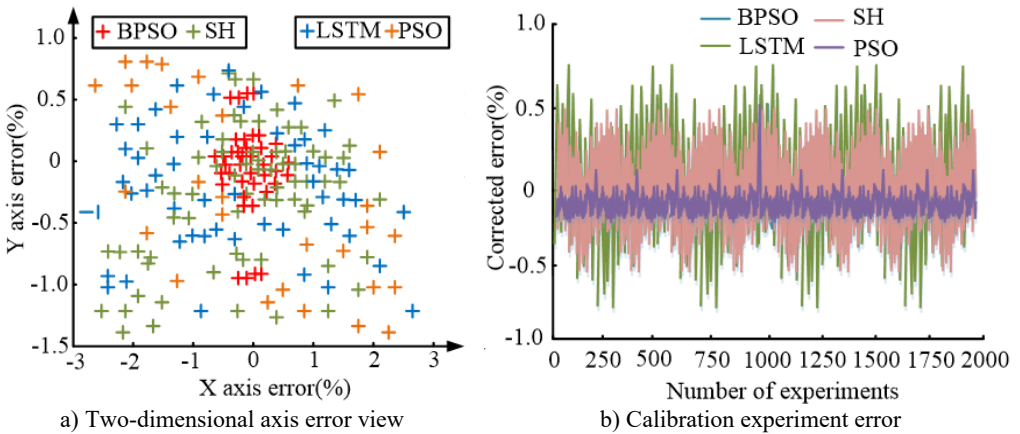 1.0
0.5
0
-0.5
-1.0
-1.5
Y axis error(%)
BPSO SH
LSTM PSO
-3 -2 -1 0 1 2 3
X axis error(%)
a) Two-dimensional axis error view
BPSO SH
LSTM PSO
1.0
0.5
0
-0.5
-1.0
Corrected error(%)
0 250 500 750 1000 1250 1500 1750 2000
Number of experiments
b) Calibration experiment error